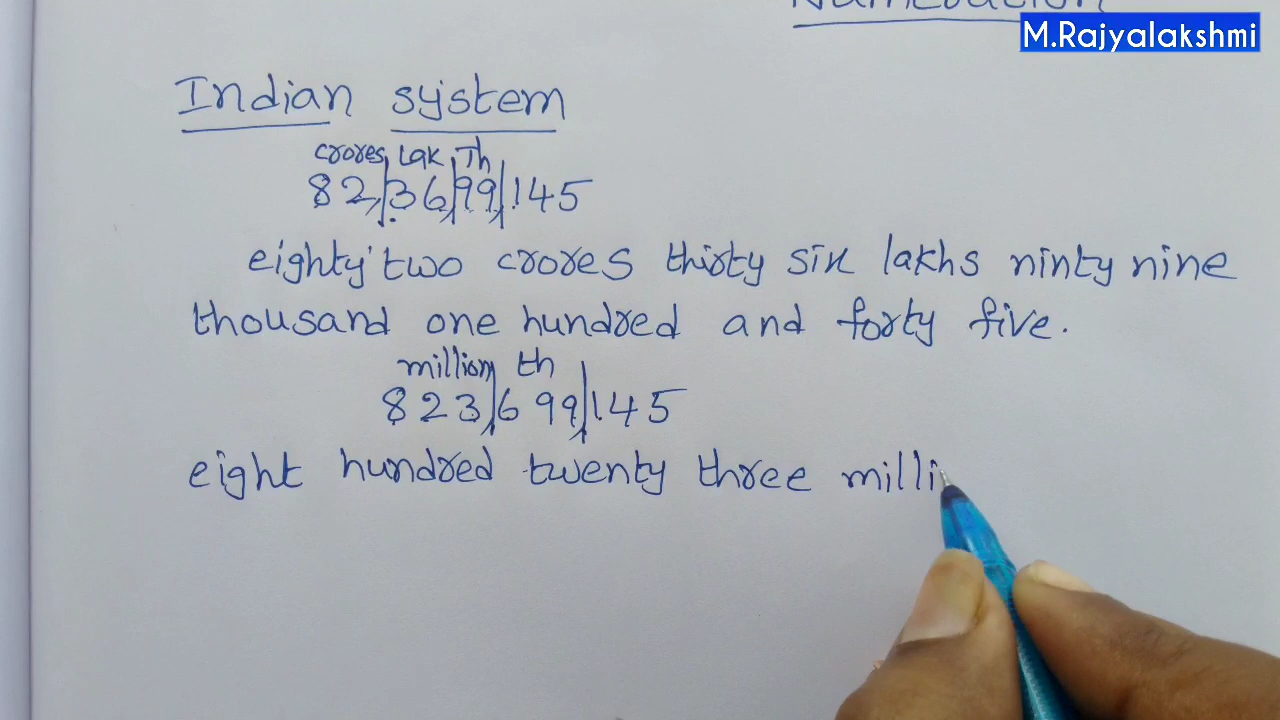 Numeration
M.Rajyalakshmi
Indian system
crores, Lak, Th
82,36,99,145
eighty two crores thirty six lakhs ninty nine
thousand one hundred and forty five.
million, th
823,699,145
eight hundred twenty three milli